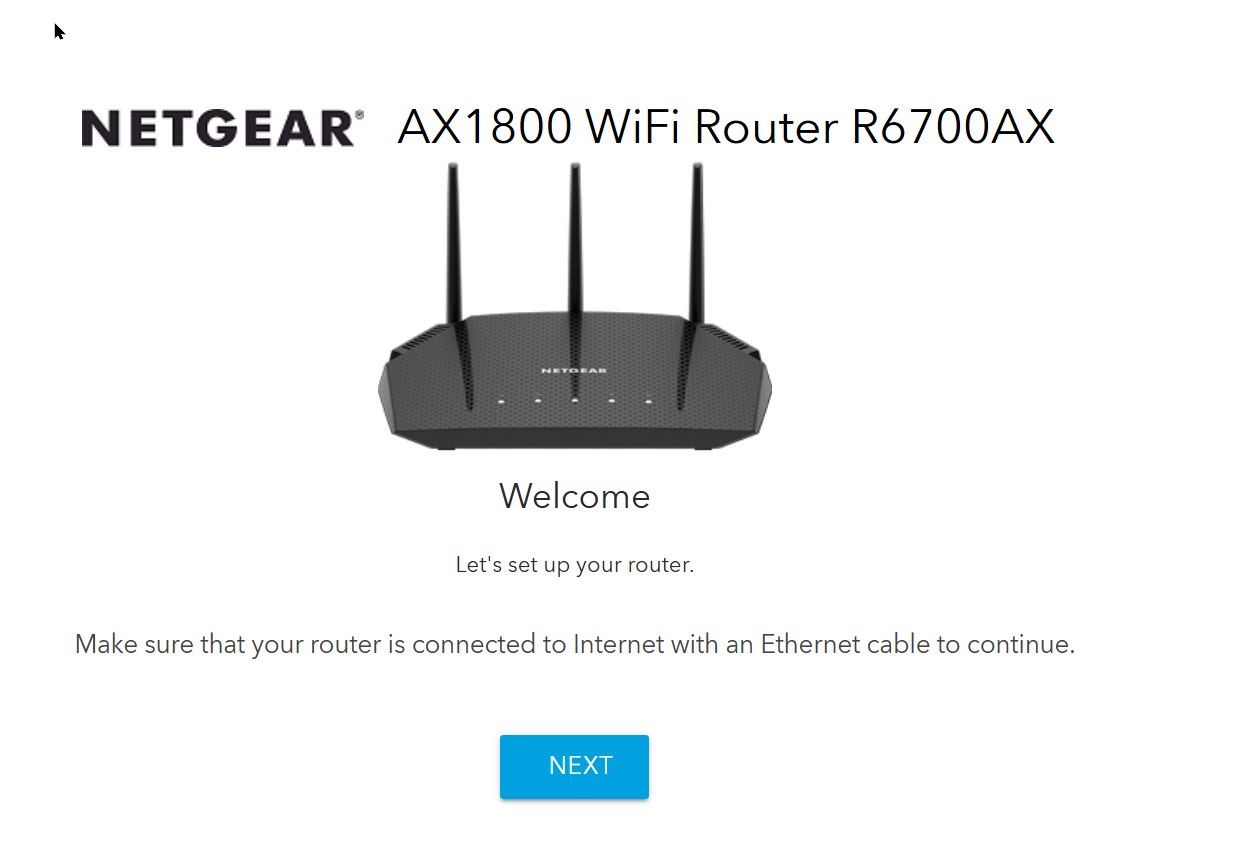 NETGEAR® AX1800 WiFi Router R6700AX
NETGEAR
Welcome
Let's set up your router.
Make sure that your router is connected to Internet with an Ethernet cable to continue.
NEXT